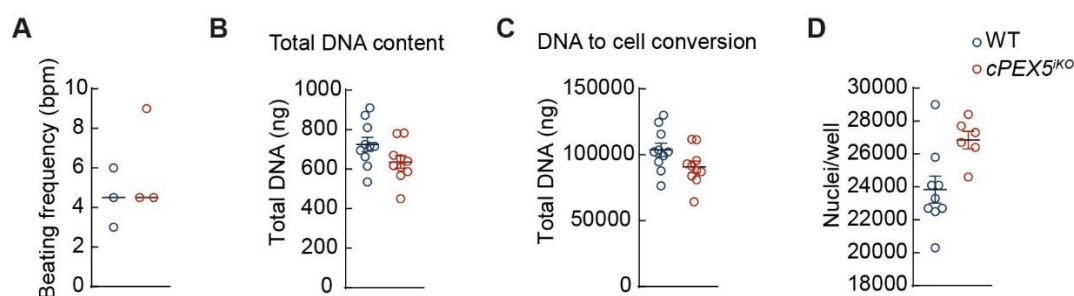 A
Beating frequency (bpm)
10
8
6
4
2
0
B
Total DNA content
Total DNA (ng)
1000
800
600
400
200
0
C
DNA to cell conversion
Total DNA (ng)
150000
100000
50000
0
D
WT
cPEX5iKO
Nuclei/well
30000
28000
26000
24000
22000
20000
18000